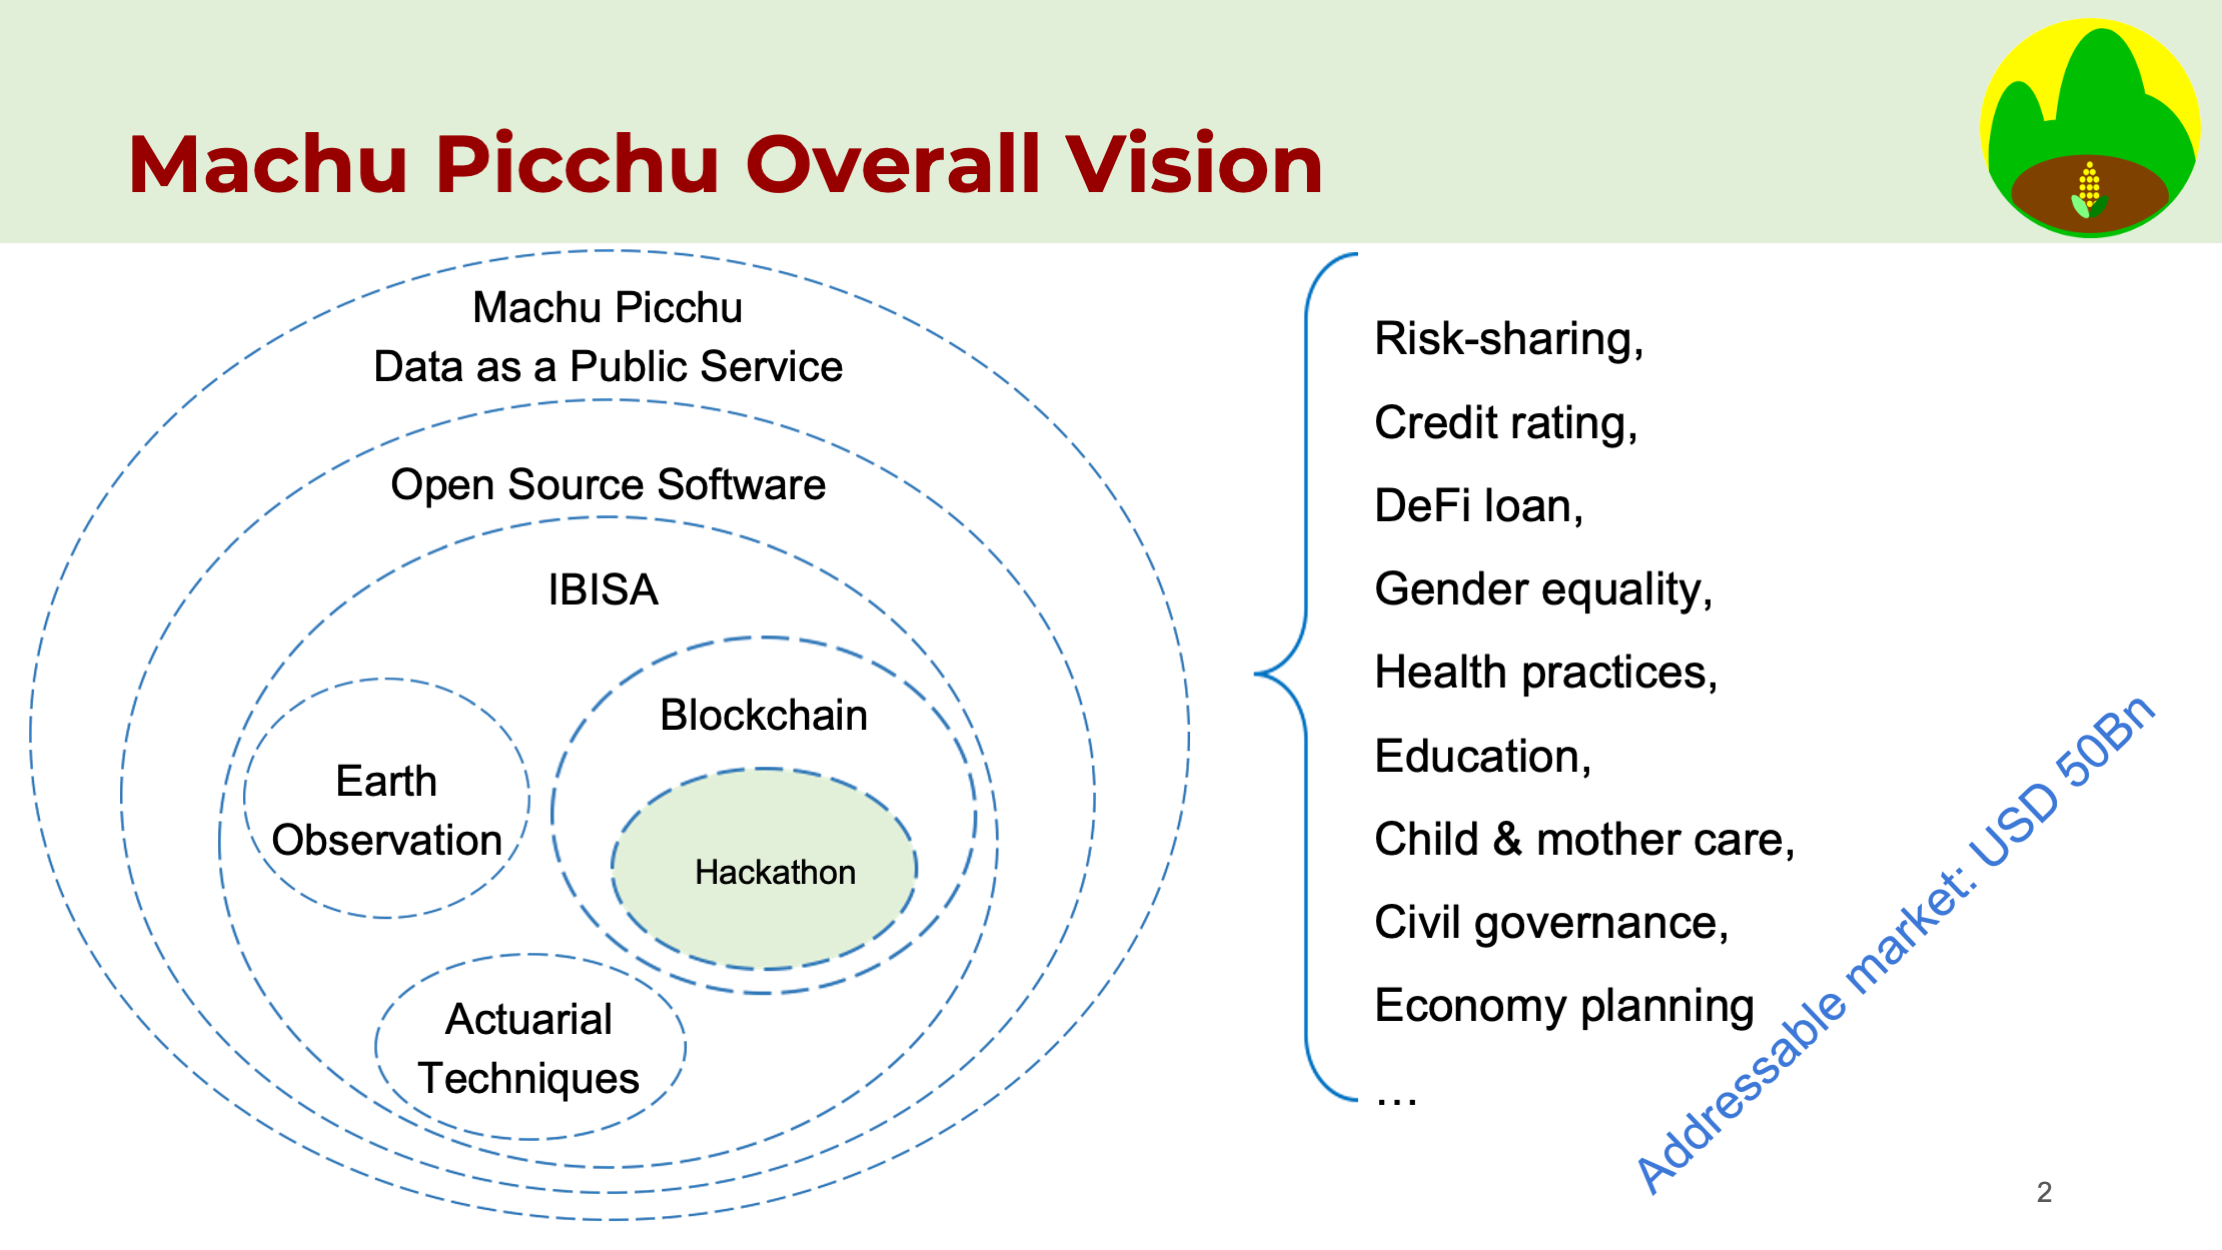 Machu Picchu Overall Vision
Machu Picchu
Data as a Public Service
Open Source Software
IBISA
Blockchain
Hackathon
Earth
Observation
Actuarial
Techniques
Risk-sharing,
Credit rating,
DeFi loan,
Gender equality,
Health practices,
Education,
Child & mother care,
Civil governance,
Economy planning
...
Addressable market: USD 50Bn
2